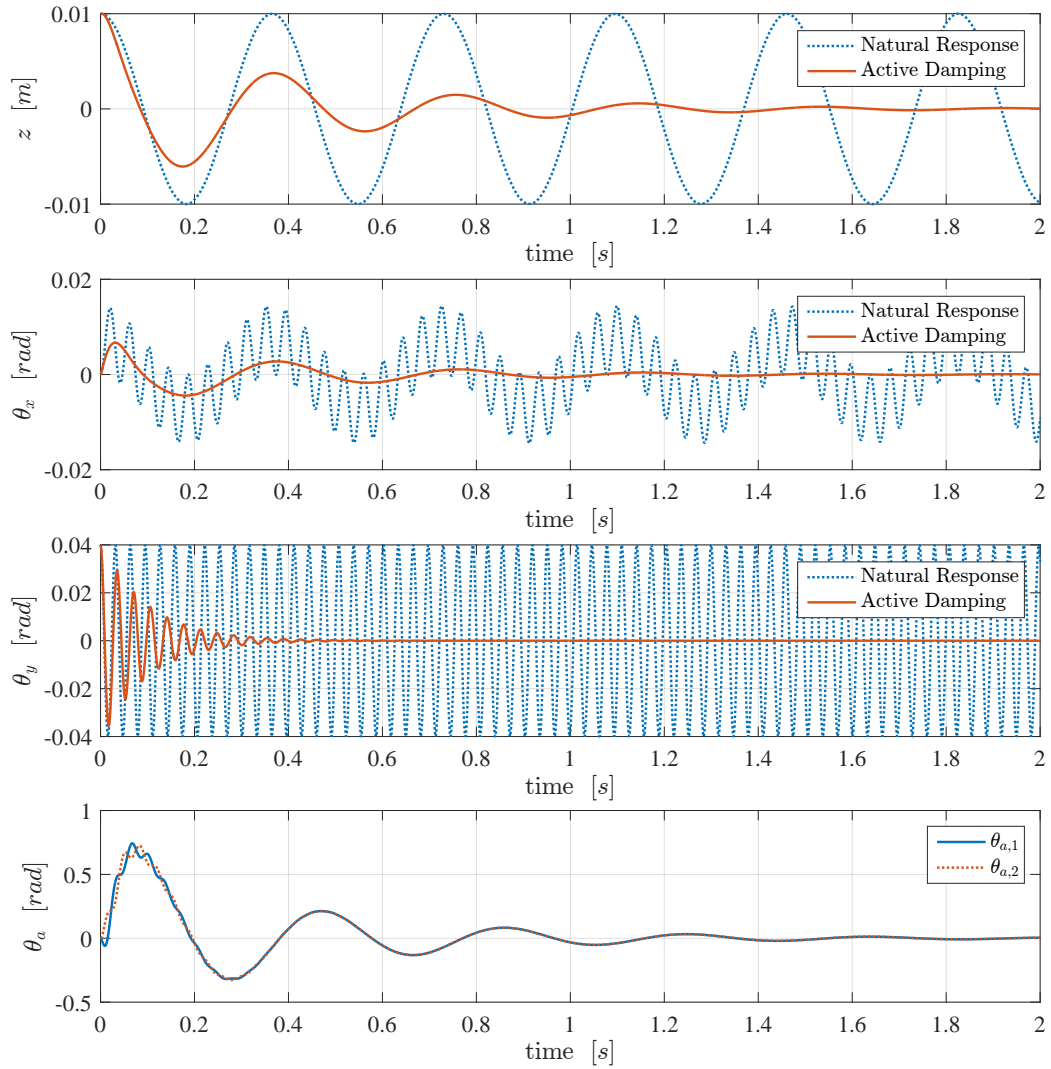 0.01
0
-0.01
z [m]
Natural Response
Active Damping
0 0.2 0.4 0.6 0.8 1 1.2 1.4 1.6 1.8 2
time [s]
0.02
0
-0.02
θ_x [rad]
Natural Response
Active Damping
0 0.2 0.4 0.6 0.8 1 1.2 1.4 1.6 1.8 2
time [s]
0.04
0.02
0
-0.02
-0.04
θ_y [rad]
Natural Response
Active Damping
0 0.2 0.4 0.6 0.8 1 1.2 1.4 1.6 1.8 2
time [s]
1
0.5
0
-0.5
θ_a [rad]
θ_{a,1}
θ_{a,2}
0 0.2 0.4 0.6 0.8 1 1.2 1.4 1.6 1.8 2
time [s]